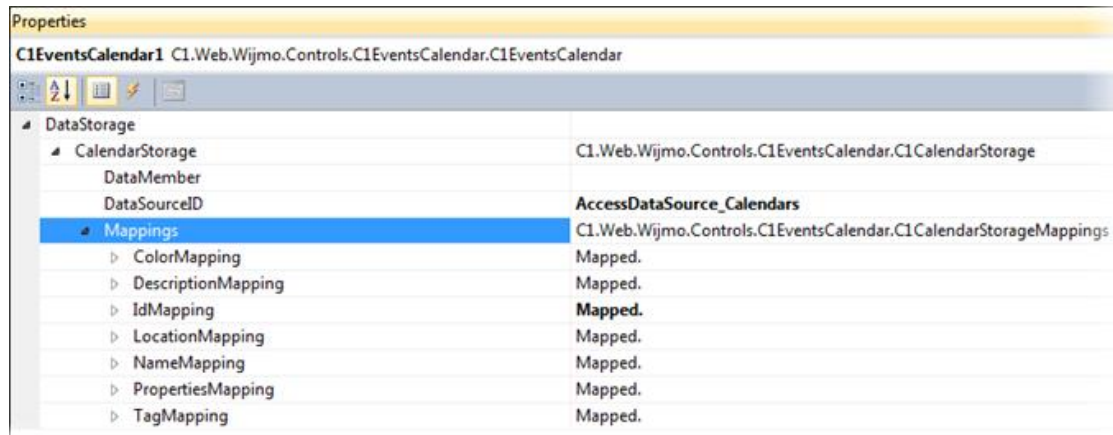 Properties
C1EventsCalendar1 C1.Web.Wijmo.Controls.C1EventsCalendar.C1EventsCalendar
DataStorage
CalendarStorage C1.Web.Wijmo.Controls.C1EventsCalendar.C1CalendarStorage
DataMember
DataSourceID AccessDataSource_Calendars
Mappings C1.Web.Wijmo.Controls.C1EventsCalendar.C1CalendarStorageMappings
ColorMapping Mapped.
DescriptionMapping Mapped.
IdMapping Mapped.
LocationMapping Mapped.
NameMapping Mapped.
PropertiesMapping Mapped.
TagMapping Mapped.